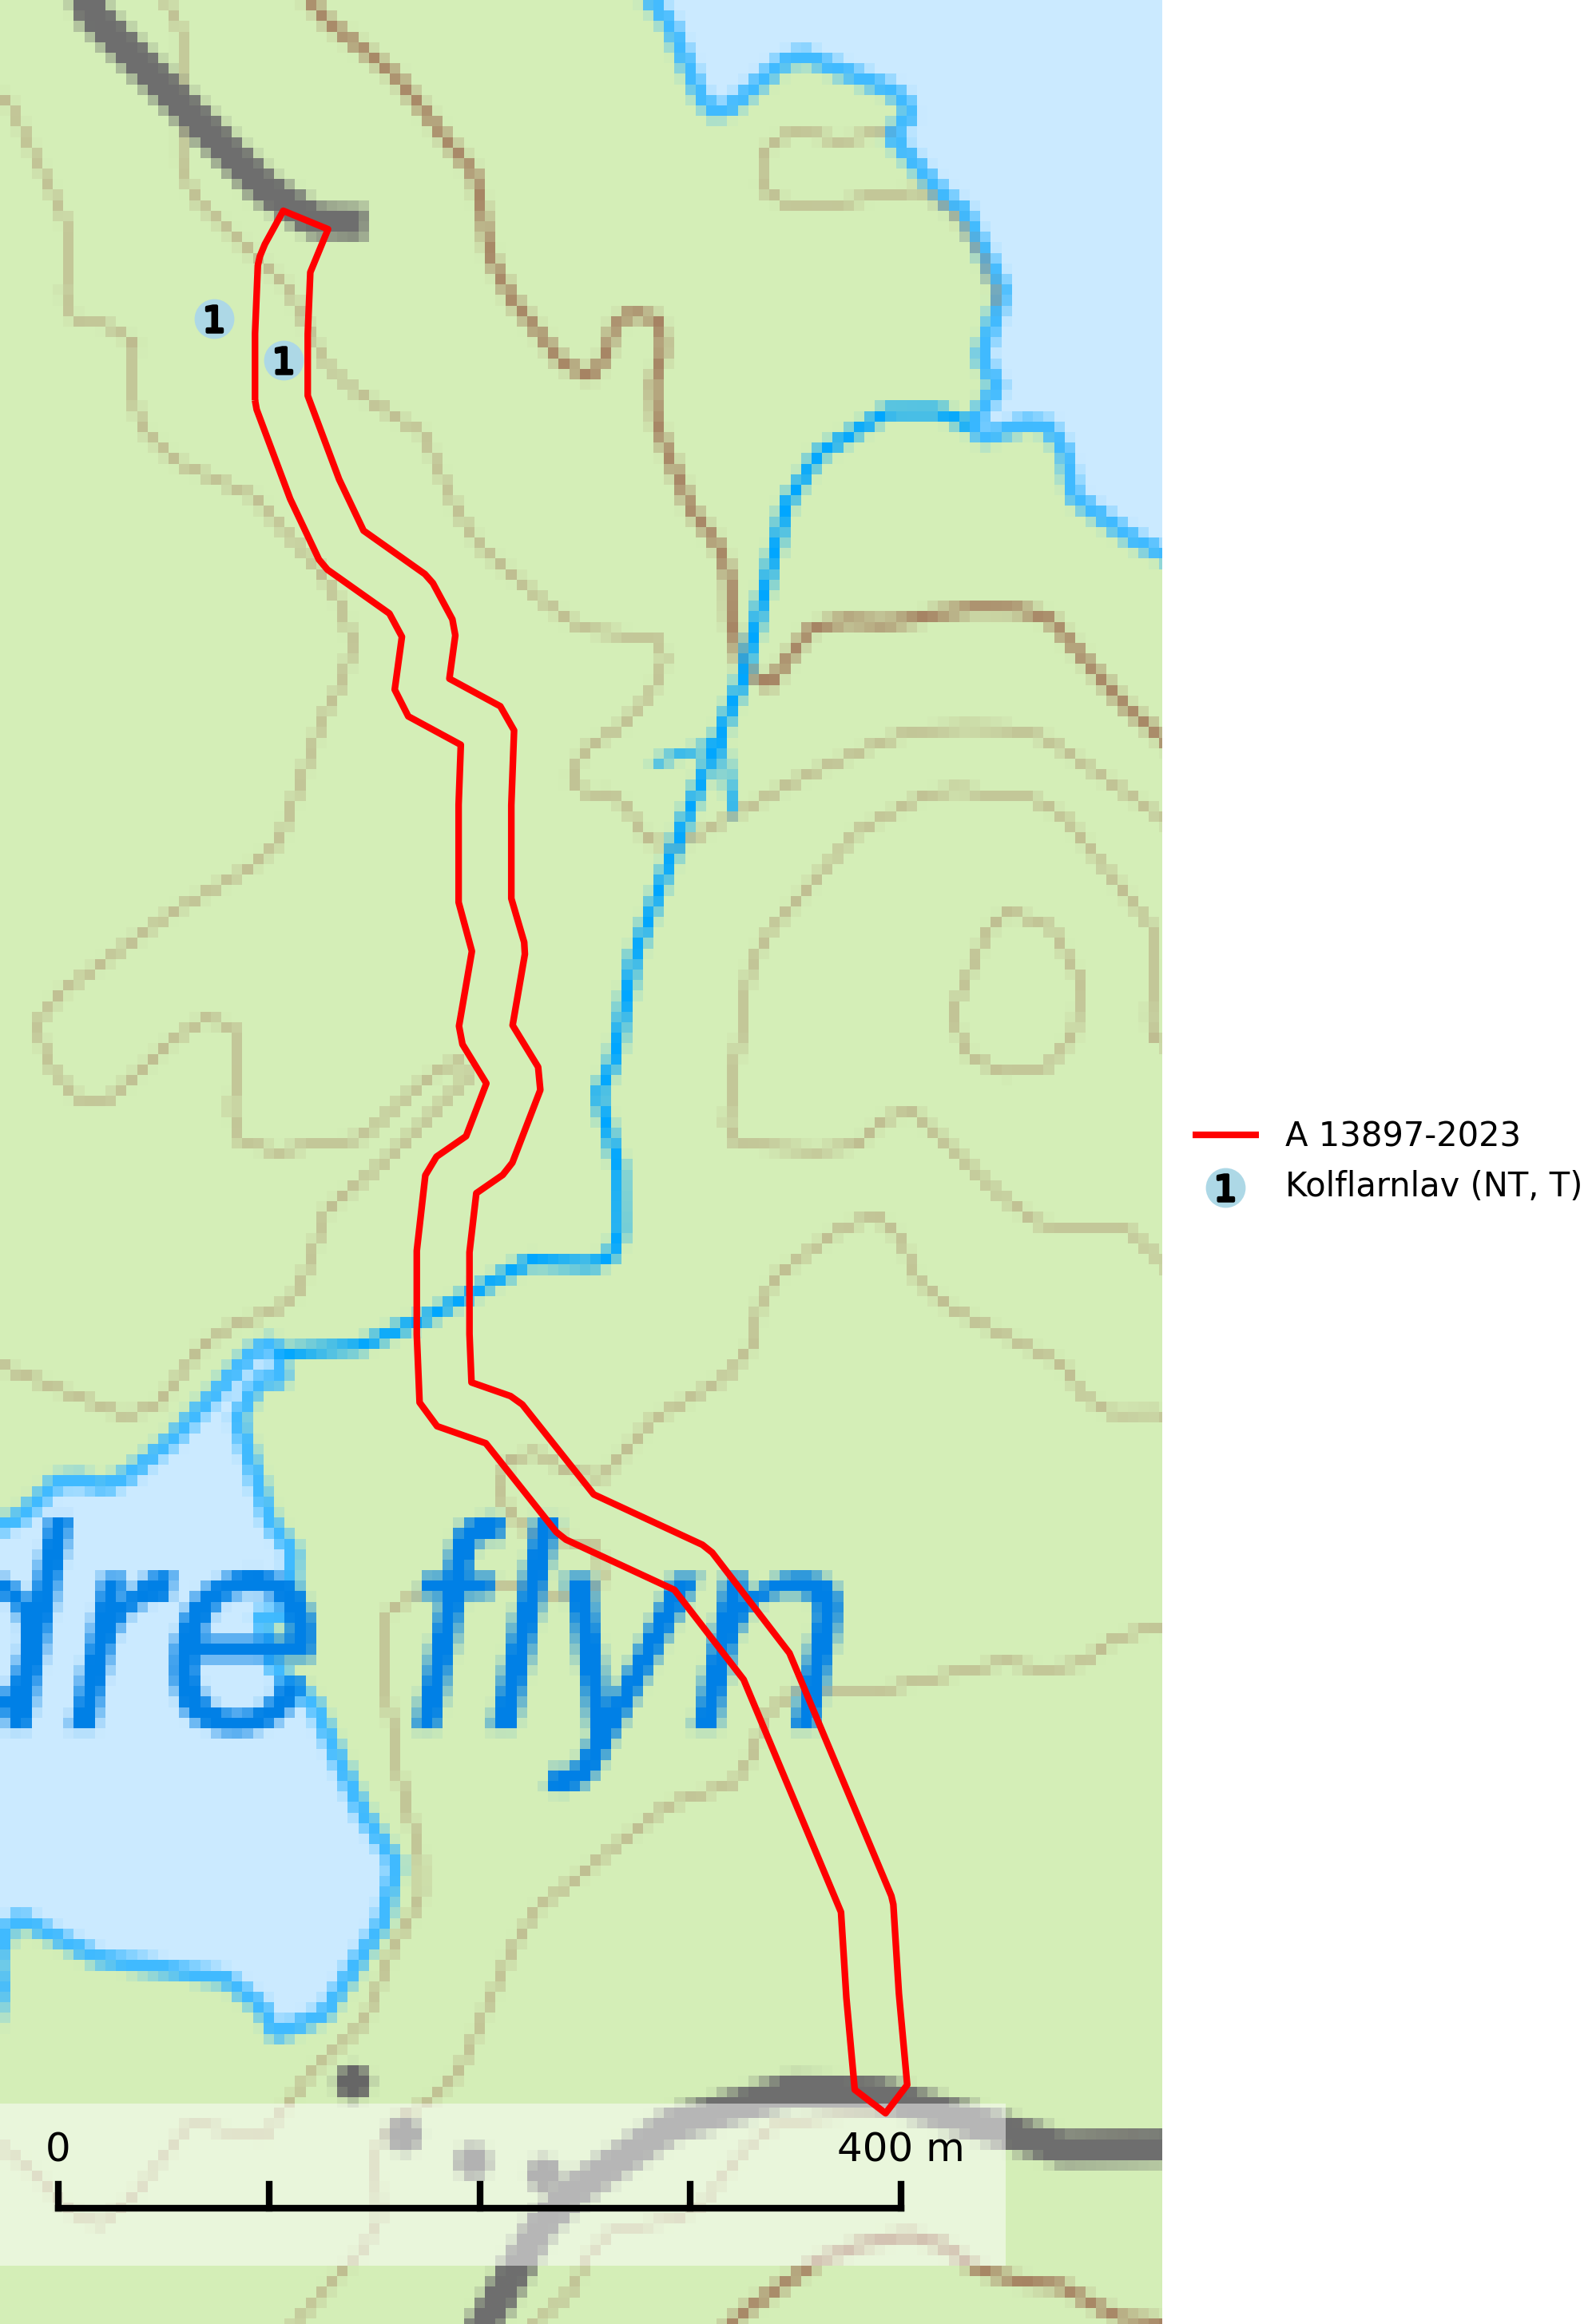 1
1
A 13897-2023
1 Kolflarnlav (NT, T)
dre flyn
0 400 m